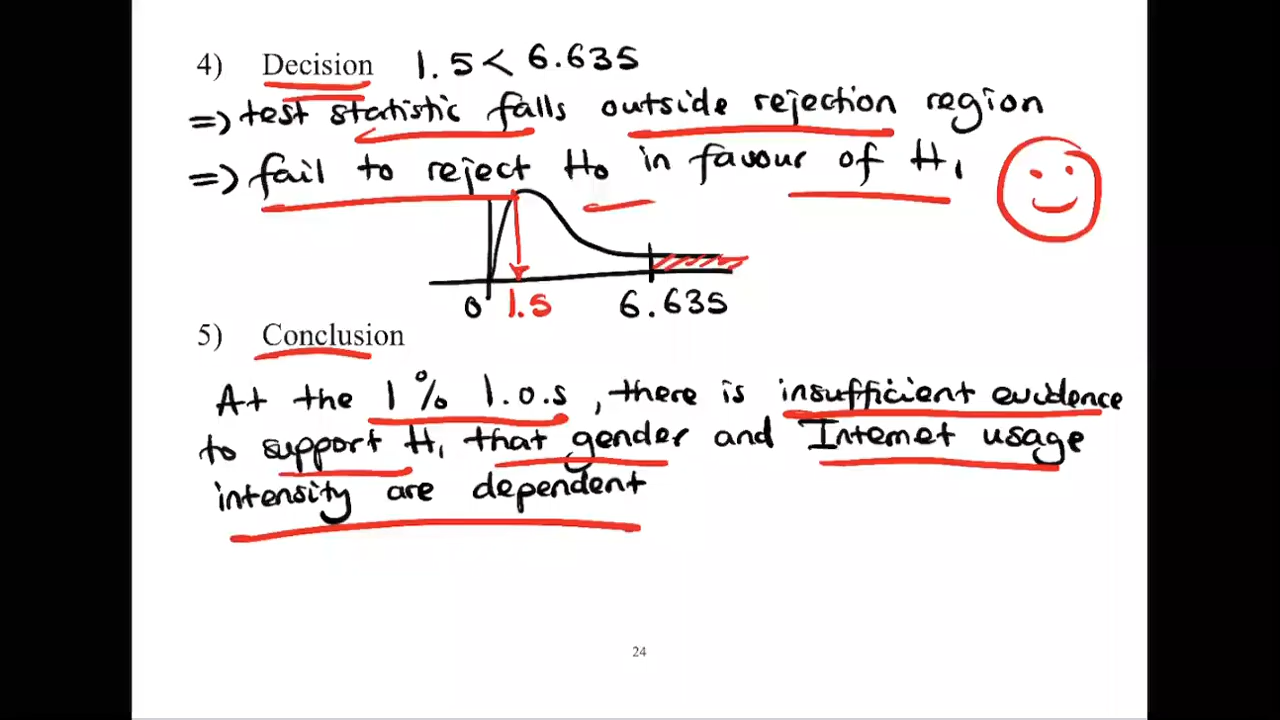 4) Decision 1.5 < 6.635
=> test statistic falls outside rejection region
=> fail to reject H₀ in favour of H₁
0 1.5 6.635
5) Conclusion
At the 1% l.o.s, there is insufficient evidence
to support H₁ that gender and Internet usage
intensity are dependent
24